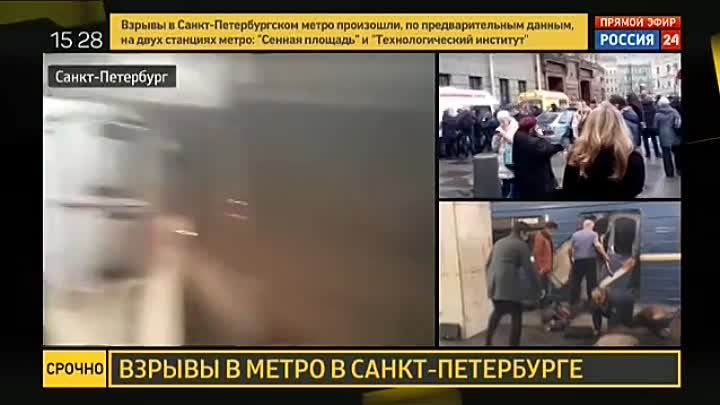 15 28
Взрывы в Санкт-Петербургском метро произошли, по предварительным данным,
на двух станциях метро: "Сенная площадь" и "Технологический институт"
ПРЯМОЙ ЭФИР
РОССИЯ 24
Санкт-Петербург
СРОЧНО
ВЗРЫВЫ В МЕТРО В САНКТ-ПЕТЕРБУРГЕ